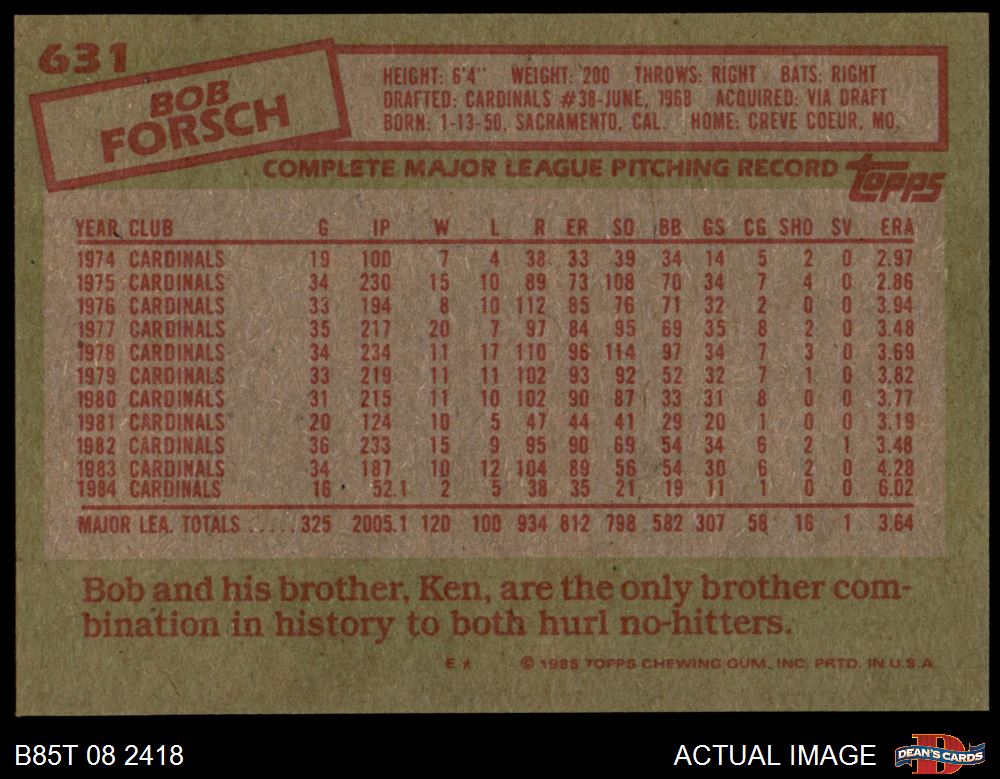 631
BOB
FORSCH
HEIGHT: 6'4" WEIGHT: 200 THROWS: RIGHT BATS: RIGHT
DRAFTED: CARDINALS #38-JUNE, 1968 ACQUIRED: VIA DRAFT
BORN: 1-13-50, SACRAMENTO, CAL. HOME: CREVE COEUR, MO.
COMPLETE MAJOR LEAGUE PITCHING RECORD topps
YEAR CLUB G IP W L R ER SO BB GS CG SHO SV ERA
1974 CARDINALS 19 100 7 4 38 33 39 34 14 5 2 0 2.97
1975 CARDINALS 34 230 15 10 89 73 108 70 34 7 4 0 2.86
1976 CARDINALS 33 194 8 10 112 85 76 71 32 2 0 0 3.94
1977 CARDINALS 35 217 20 7 97 84 95 69 35 8 2 0 3.48
1978 CARDINALS 34 234 11 17 110 96 114 97 34 7 3 0 3.69
1979 CARDINALS 33 219 11 11 102 93 92 52 32 7 1 0 3.82
1980 CARDINALS 31 215 11 10 102 90 87 33 31 8 0 0 3.77
1981 CARDINALS 20 124 10 5 47 44 41 29 20 1 0 0 3.19
1982 CARDINALS 36 233 15 9 95 90 69 54 34 6 2 1 3.48
1983 CARDINALS 34 187 10 12 104 89 56 54 30 6 2 0 4.28
1984 CARDINALS 16 52.1 2 5 38 35 21 19 11 1 0 0 6.02
MAJOR LEA. TOTALS ..... 325 2005.1 120 100 934 812 798 582 307 58 16 1 3.64
Bob and his brother, Ken, are the only brother com-
bination in history to both hurl no-hitters.
E★ © 1985 TOPPS CHEWING GUM, INC. PRTD. IN U.S.A.
B85T 08 2418 ACTUAL IMAGE DEAN'S CARDS